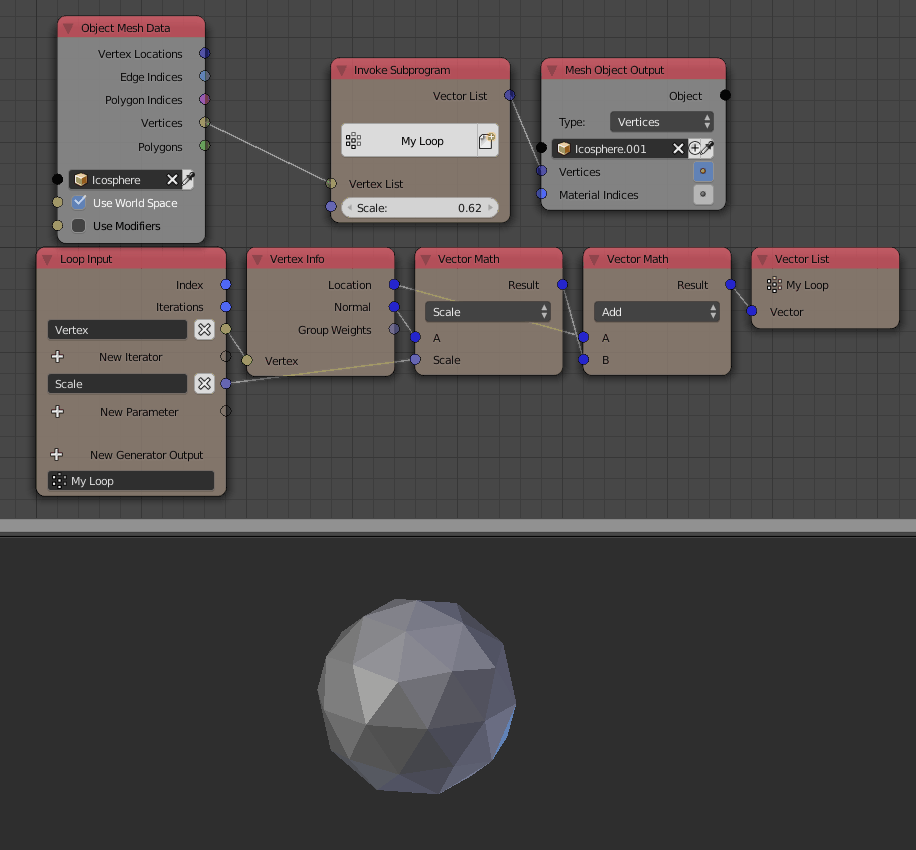 Object Mesh Data
Vertex Locations
Edge Indices
Polygon Indices
Vertices
Polygons
Icosphere
Use World Space
Use Modifiers
Invoke Subprogram
Vector List
My Loop
Vertex List
Scale: 0.62
Mesh Object Output
Object
Type: Vertices
Icosphere.001
Vertices
Material Indices
Loop Input
Index
Iterations
Vertex
New Iterator
Scale
New Parameter
New Generator Output
My Loop
Vertex Info
Location
Normal
Group Weights
Vertex
Vector Math
Result
Scale
A
Scale
Vector Math
Result
Add
A
B
Vector List
My Loop
Vector